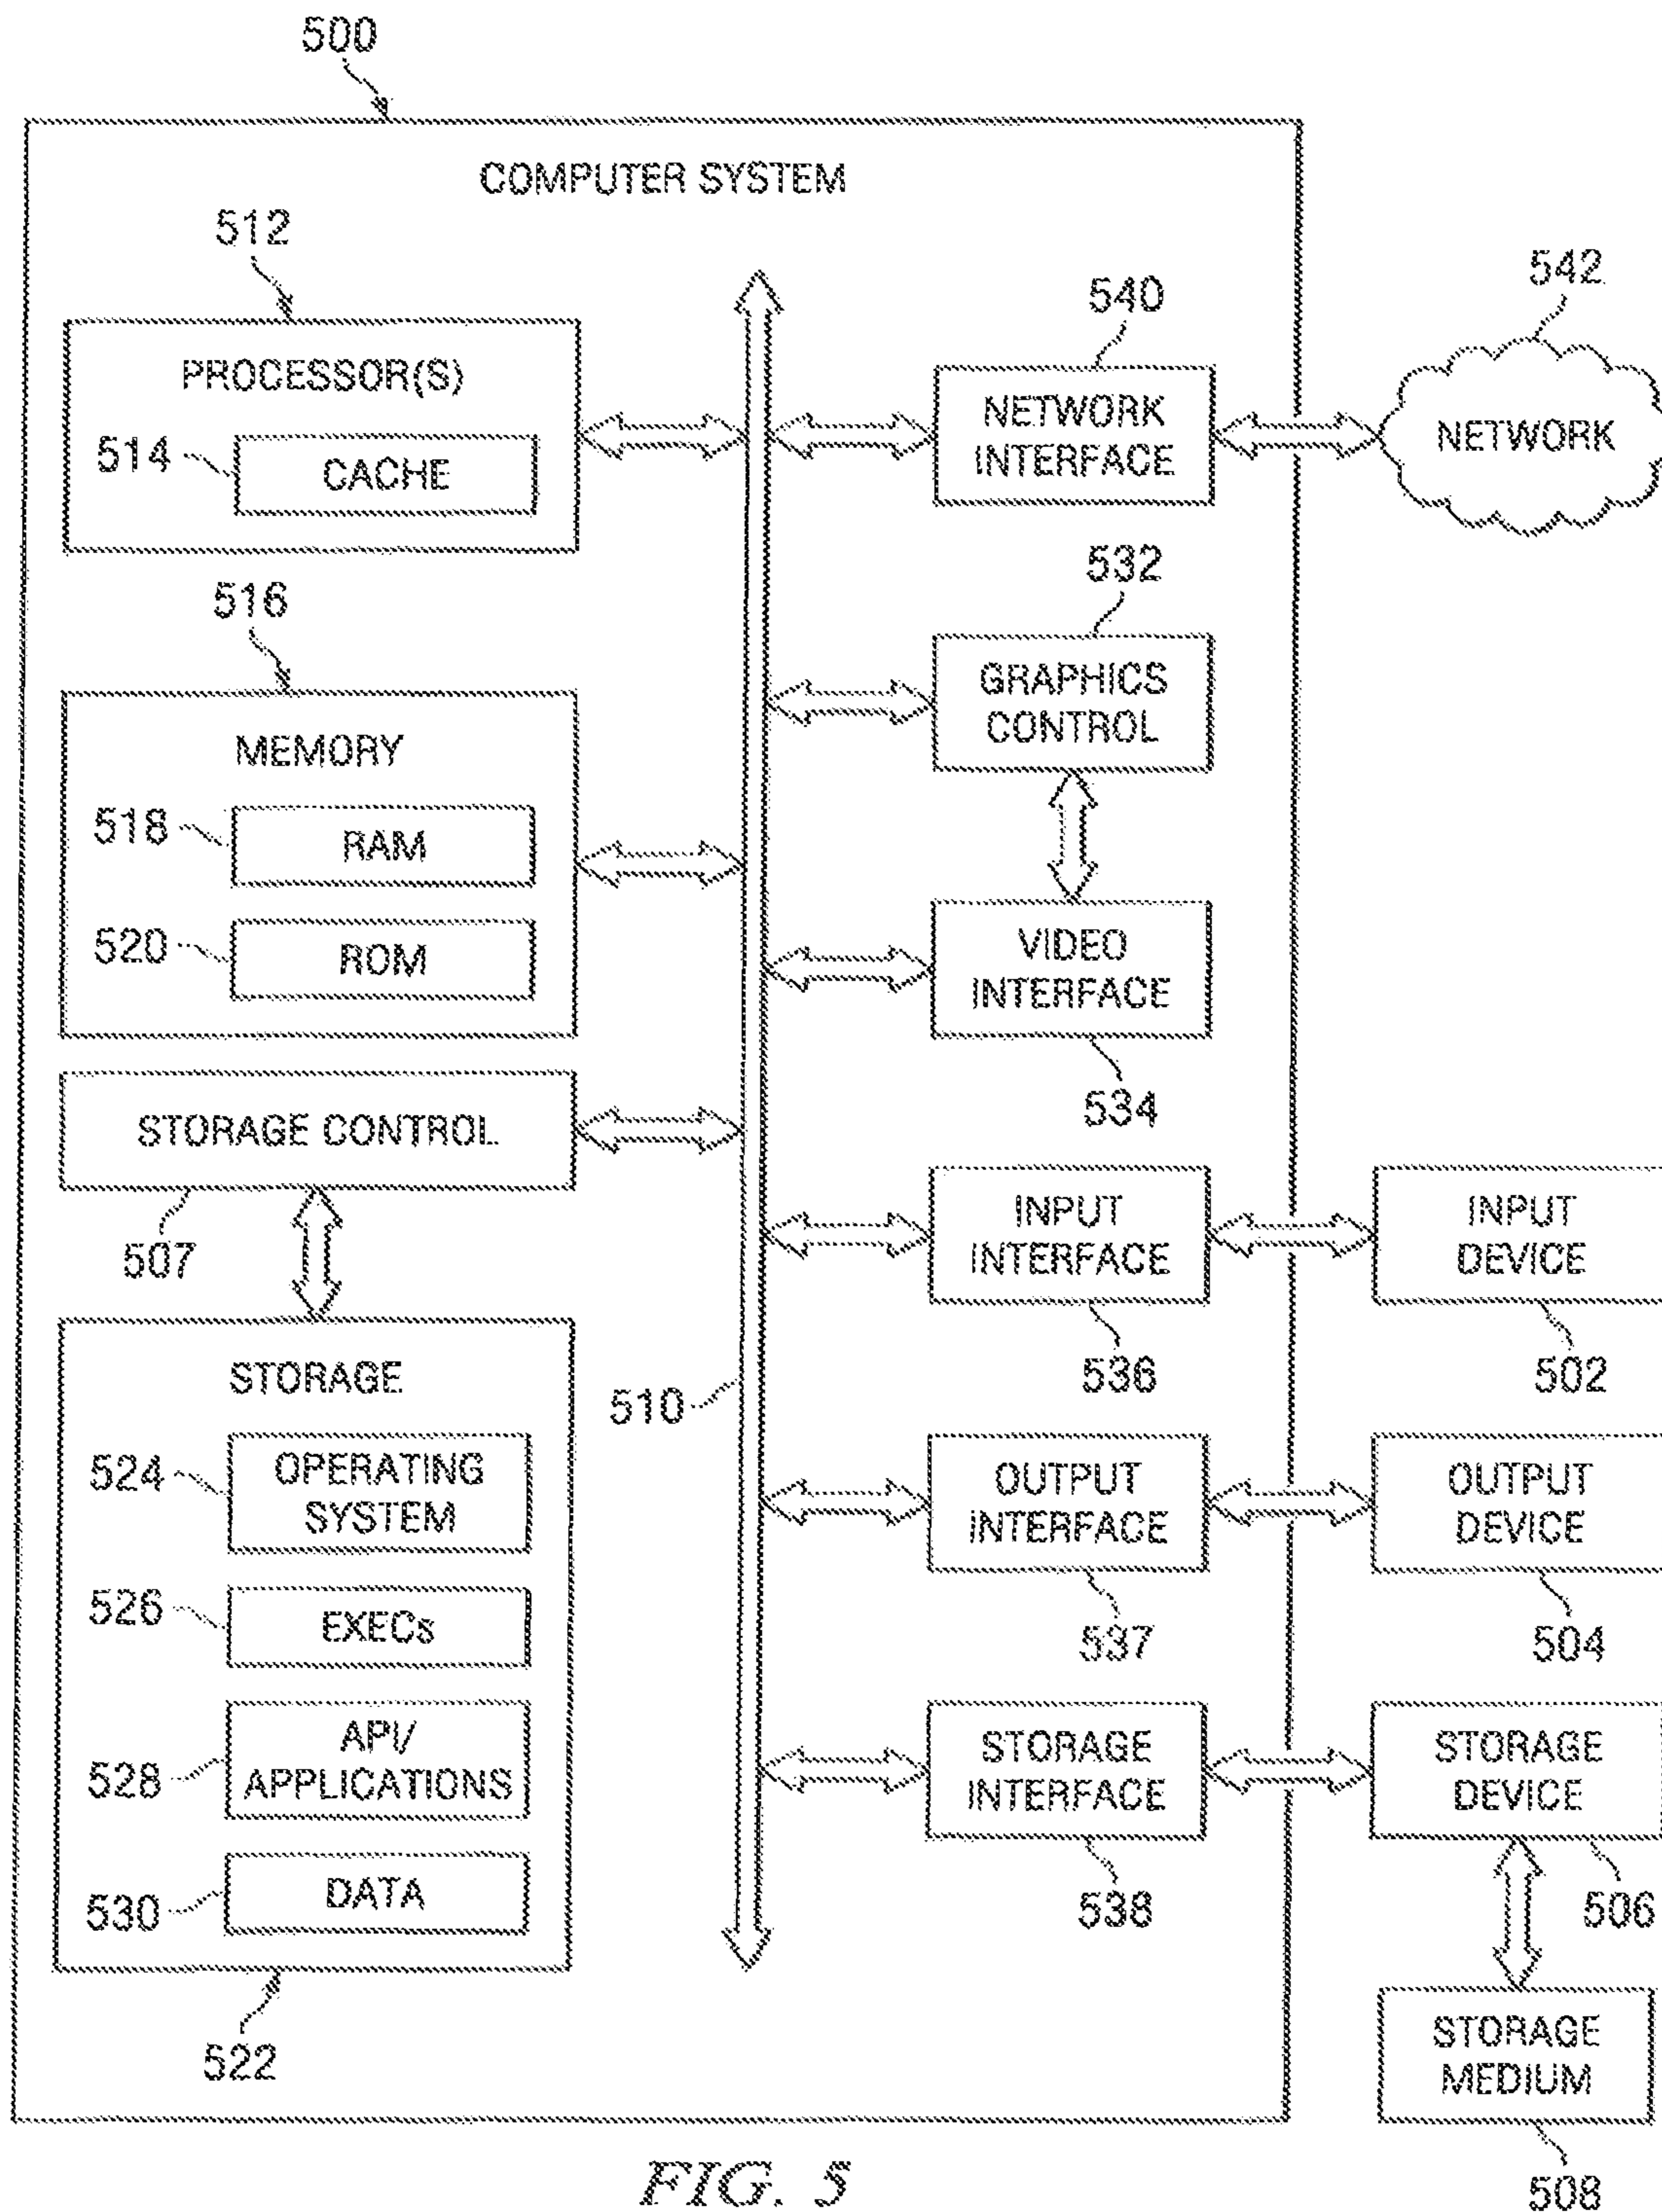 500
COMPUTER SYSTEM
512
PROCESSOR(S)
514
CACHE
516
MEMORY
518
RAM
520
ROM
STORAGE CONTROL
507
STORAGE
524
OPERATING
SYSTEM
526
EXECs
528
API/
APPLICATIONS
530
DATA
522
510
540
NETWORK
INTERFACE
542
NETWORK
532
GRAPHICS
CONTROL
VIDEO
INTERFACE
534
INPUT
INTERFACE
536
INPUT
DEVICE
502
OUTPUT
INTERFACE
537
OUTPUT
DEVICE
504
STORAGE
INTERFACE
538
STORAGE
DEVICE
506
STORAGE
MEDIUM
508
FIG. 5